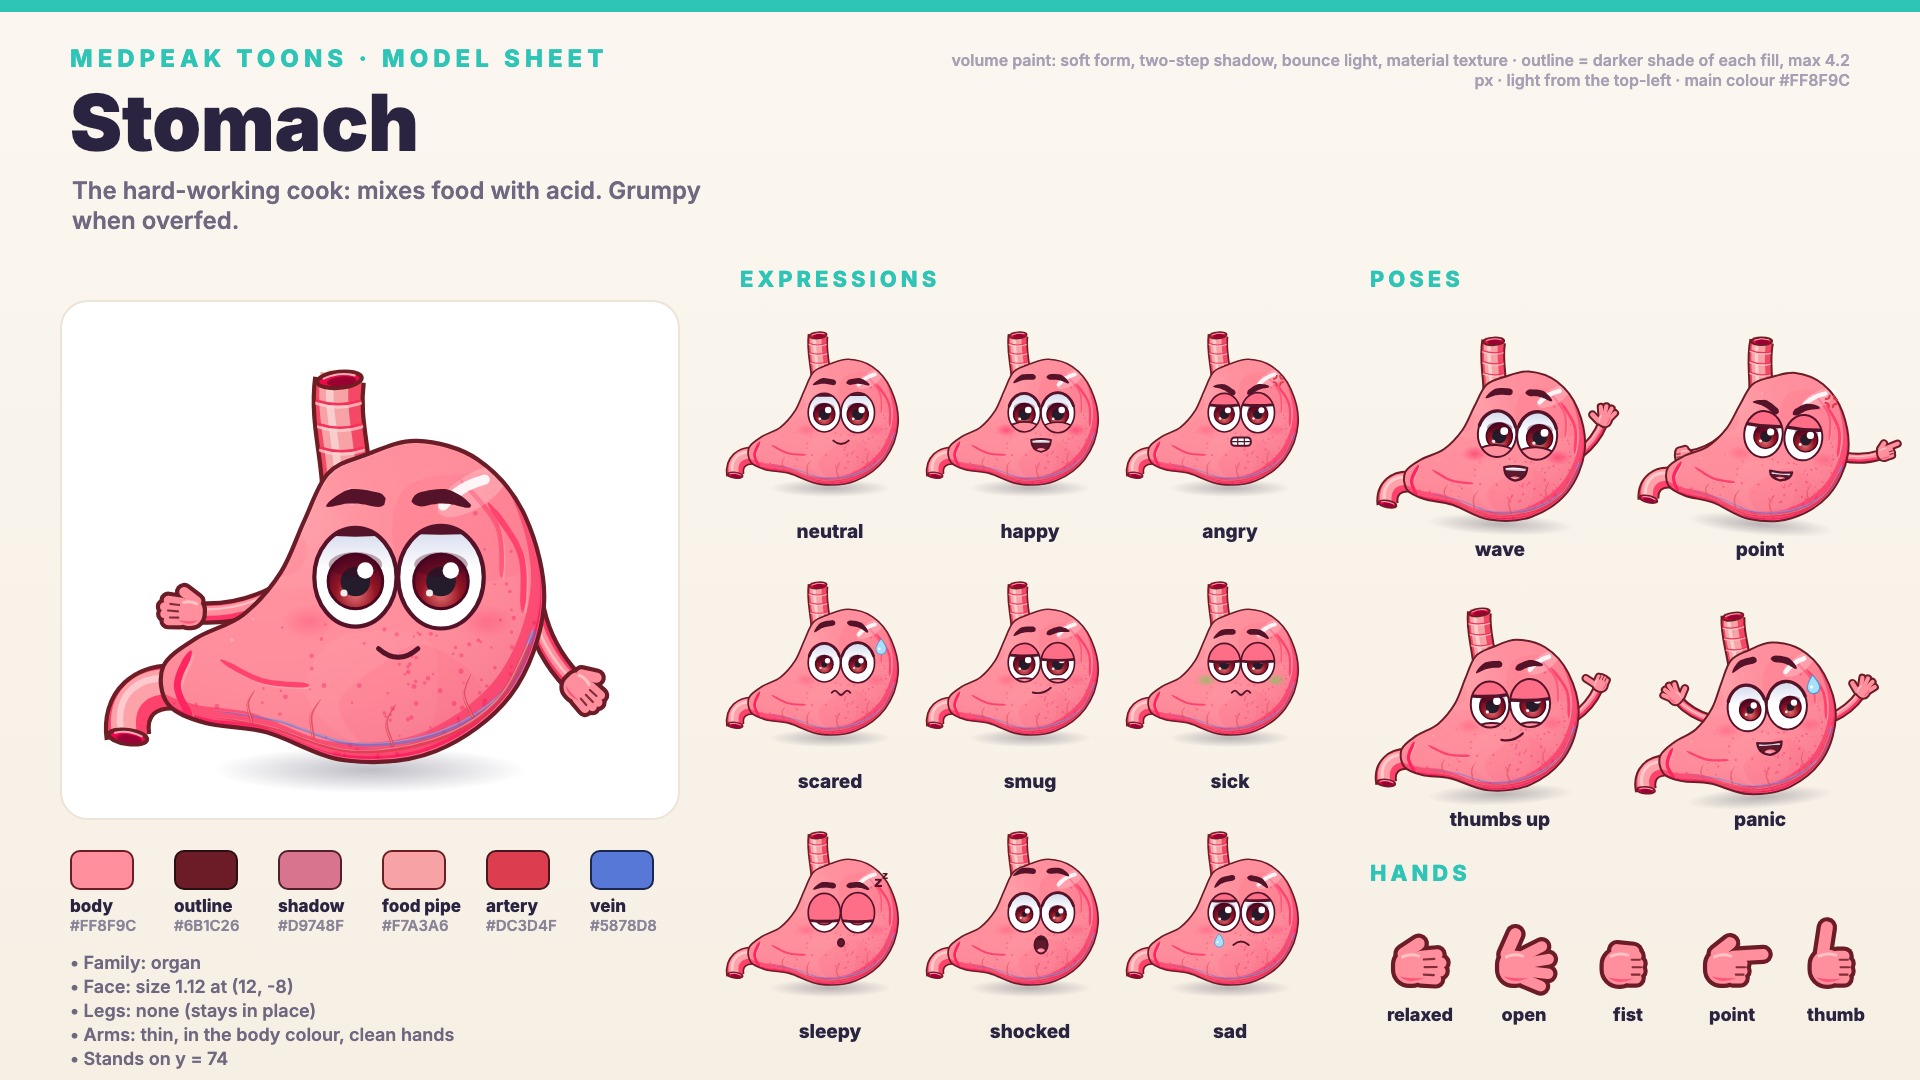 MEDPEAK TOONS · MODEL SHEET
volume paint: soft form, two-step shadow, bounce light, material texture · outline = darker shade of each fill, max 4.2
px · light from the top-left · main colour #FF8F9C
Stomach
The hard-working cook: mixes food with acid. Grumpy
when overfed.
EXPRESSIONS
neutral
happy
angry
scared
smug
sick
zz
sleepy
shocked
sad
POSES
wave
point
thumbs up
panic
HANDS
relaxed
open
fist
point
thumb
body
#FF8F9C
outline
#6B1C26
shadow
#D9748F
food pipe
#F7A3A6
artery
#DC3D4F
vein
#5878D8
• Family: organ
• Face: size 1.12 at (12, -8)
• Legs: none (stays in place)
• Arms: thin, in the body colour, clean hands
• Stands on y = 74